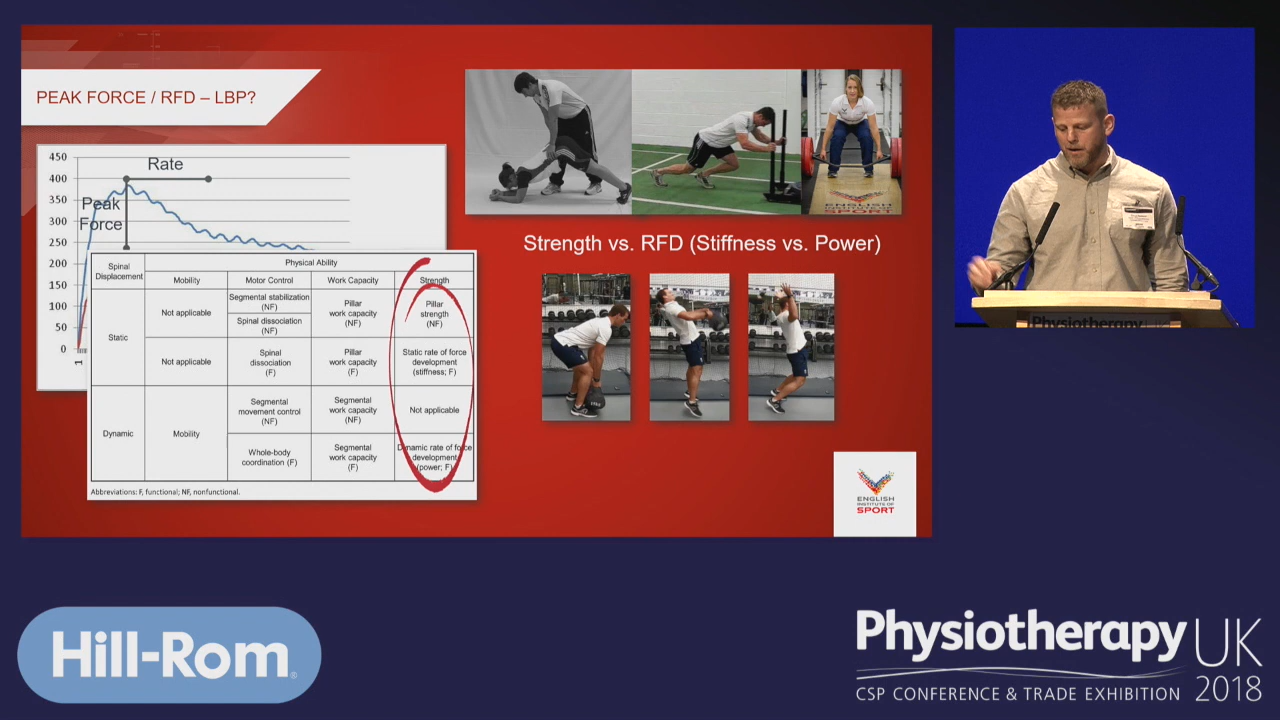 PEAK FORCE / RFD – LBP?
450
400
350
300
250
200
150
100
50
0
1
Rate
Peak
Force
Spinal
Displacement
Physical Ability
Mobility
Motor Control
Work Capacity
Strength
Static
Not applicable
Segmental stabilization
(NF)
Spinal dissociation
(NF)
Pillar
work capacity
(NF)
Pillar
strength
(NF)
Not applicable
Spinal
dissociation
(F)
Pillar
work capacity
(F)
Static rate of force
development
(stiffness; F)
Dynamic
Mobility
Segmental
movement control
(NF)
Segmental
work capacity
(NF)
Not applicable
Whole-body
coordination (F)
Segmental
work capacity
(F)
Dynamic rate of force
development
(power; F)
Abbreviations: F, functional; NF, nonfunctional.
ENGLISH
SPORT
Strength vs. RFD (Stiffness vs. Power)
ENGLISH
INSTITUTE OF
SPORT
Physiotherapy
Hill-Rom®
Physiotherapy UK
CSP CONFERENCE & TRADE EXHIBITION 2018